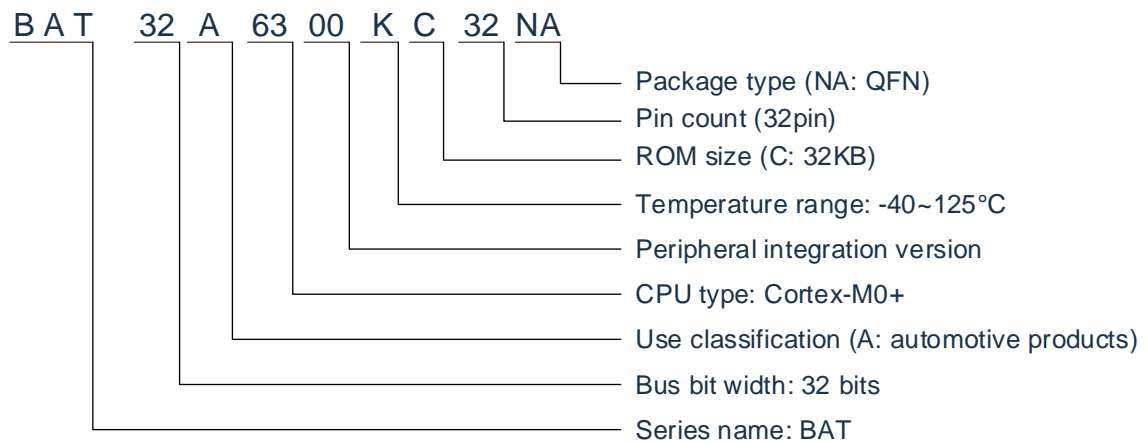 BAT 32 A 63 00 K C 32 NA
Package type (NA: QFN)
Pin count (32pin)
ROM size (C: 32KB)
Temperature range: -40~125°C
Peripheral integration version
CPU type: Cortex-M0+
Use classification (A: automotive products)
Bus bit width: 32 bits
Series name: BAT